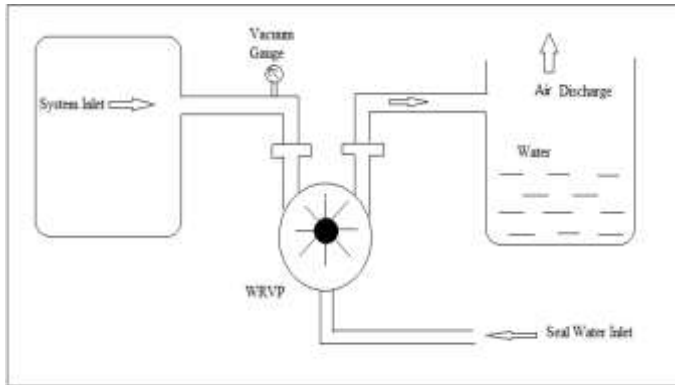 Vacuum
Gauge
System Inlet
Air Discharge
Water
WRVP
Seal Water Inlet